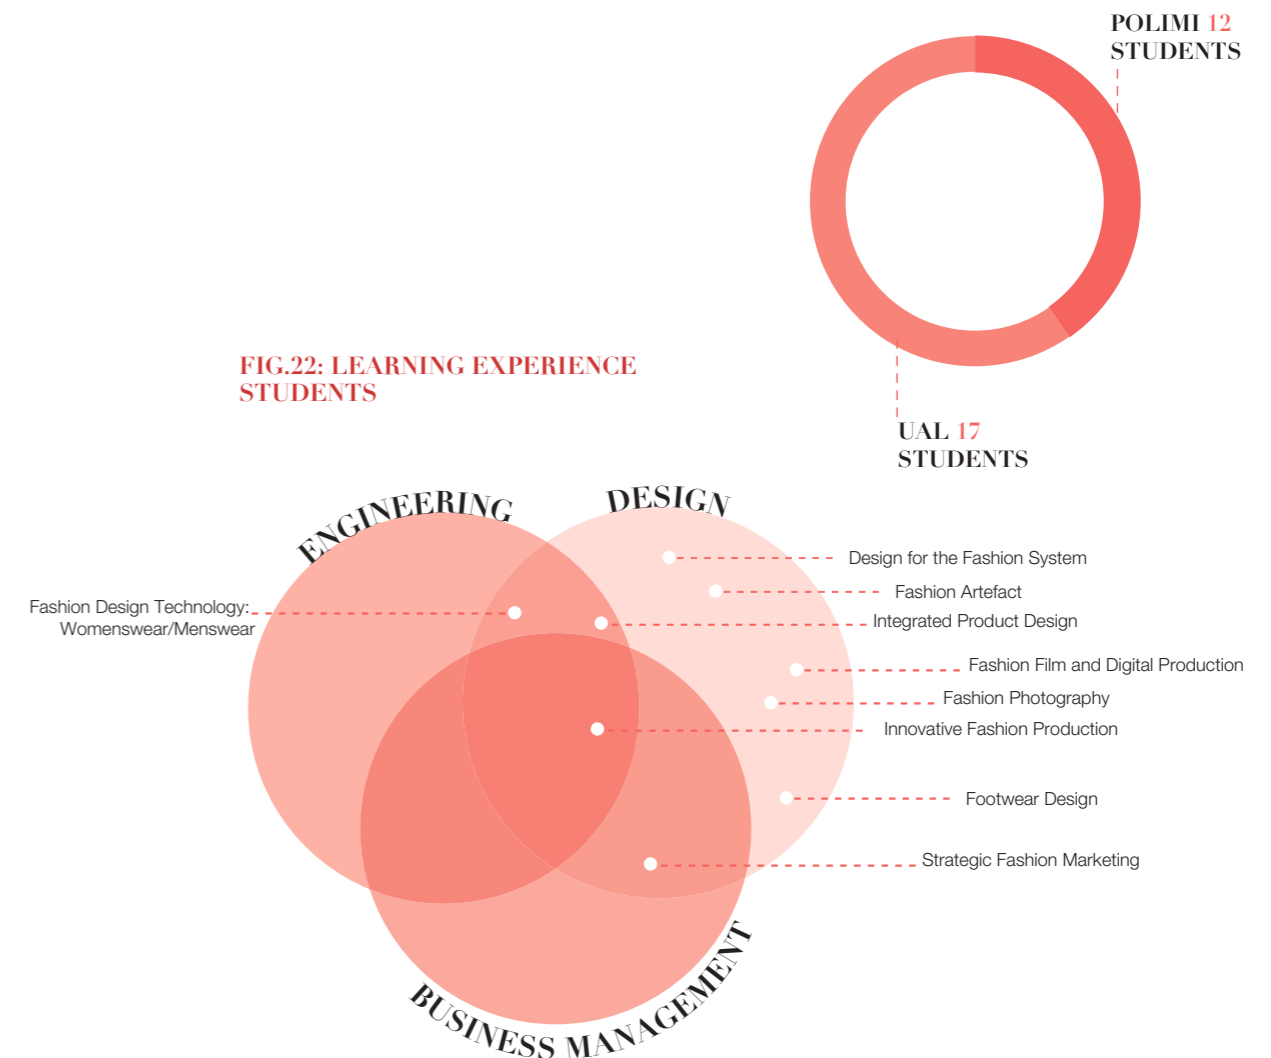 POLIMI 12
STUDENTS
FIG.22: LEARNING EXPERIENCE
STUDENTS
UAL 17
STUDENTS
ENGINEERING
DESIGN
Design for the Fashion System
Fashion Artefact
Fashion Design Technology:
Womenswear/Menswear
Integrated Product Design
Fashion Film and Digital Production
Fashion Photography
Innovative Fashion Production
Footwear Design
Strategic Fashion Marketing
BUSINESS MANAGEMENT